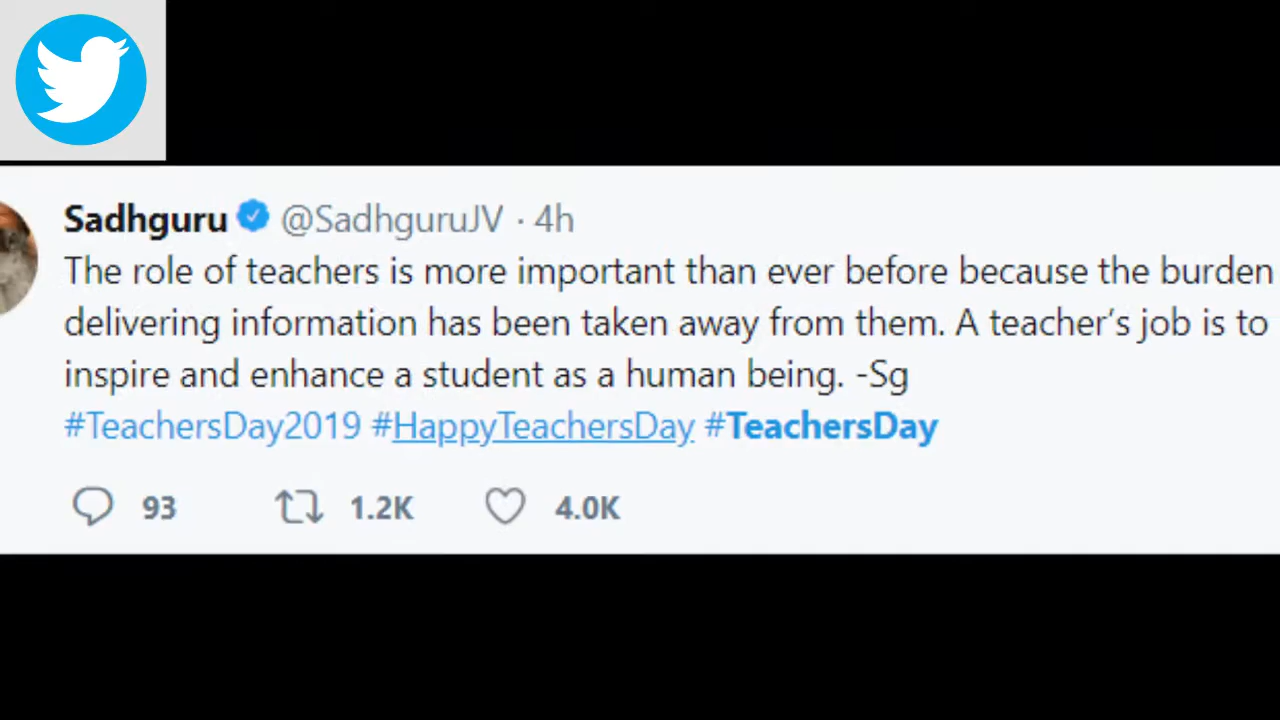 Sadhguru @SadhguruJV · 4h
The role of teachers is more important than ever before because the burden
delivering information has been taken away from them. A teacher’s job is to
inspire and enhance a student as a human being. -Sg
#TeachersDay2019 #HappyTeachersDay #TeachersDay
93 1.2K 4.0K